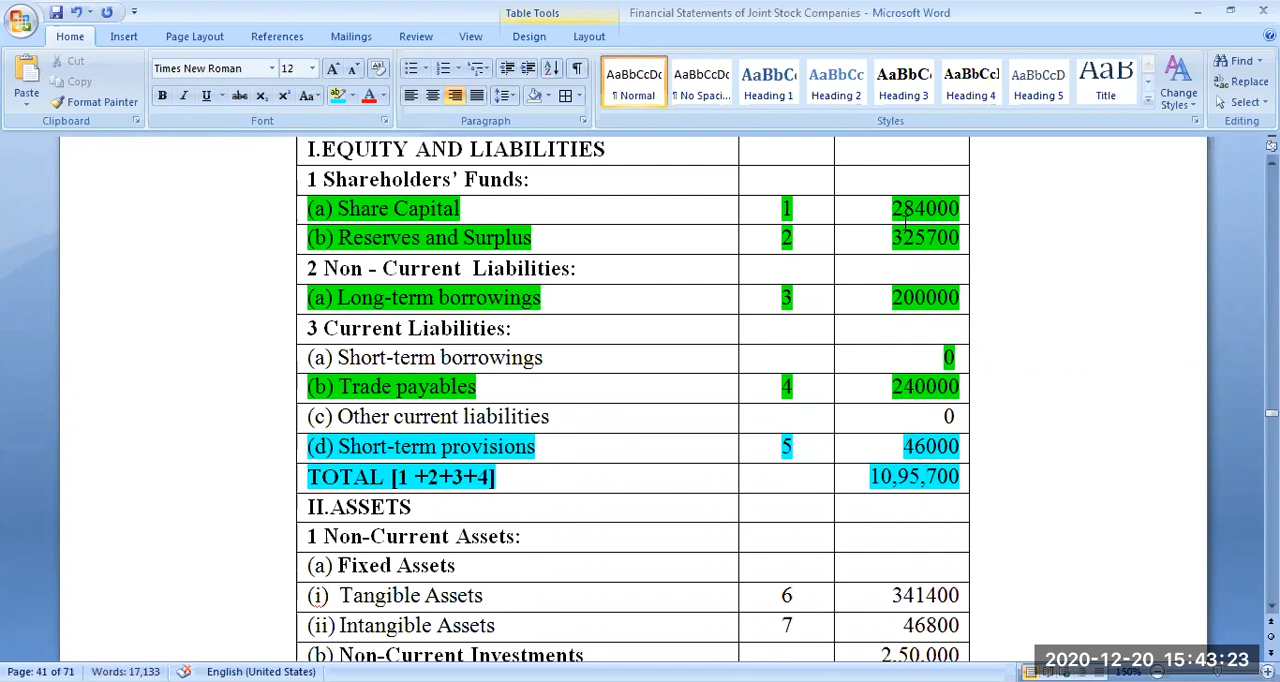 Table Tools
Financial Statements of Joint Stock Companies - Microsoft Word
Home Insert Page Layout References Mailings Review View Design Layout
Paste
Cut
Copy
Format Painter
Clipboard
Times New Roman 12
Font
Paragraph
AaBbCcDc AaBbCcDc AaBbC AaBbCc AaBbC AaBbCcI AaBbCcD AaB
¶ Normal ¶ No Spaci... Heading 1 Heading 2 Heading 3 Heading 4 Heading 5 Title
Styles
Change Styles
Find
Replace
Select
Editing
I.EQUITY AND LIABILITIES
1 Shareholders’ Funds:
(a) Share Capital 1 284000
(b) Reserves and Surplus 2 325700
2 Non - Current Liabilities:
(a) Long-term borrowings 3 200000
3 Current Liabilities:
(a) Short-term borrowings 0
(b) Trade payables 4 240000
(c) Other current liabilities 0
(d) Short-term provisions 5 46000
TOTAL [1 +2+3+4] 10,95,700
II.ASSETS
1 Non-Current Assets:
(a) Fixed Assets
(i) Tangible Assets 6 341400
(ii) Intangible Assets 7 46800
(b) Non-Current Investments 2,50,000
Page: 41 of 71 Words: 17,133 English (United States) 150%
2020-12-20 15:43:23